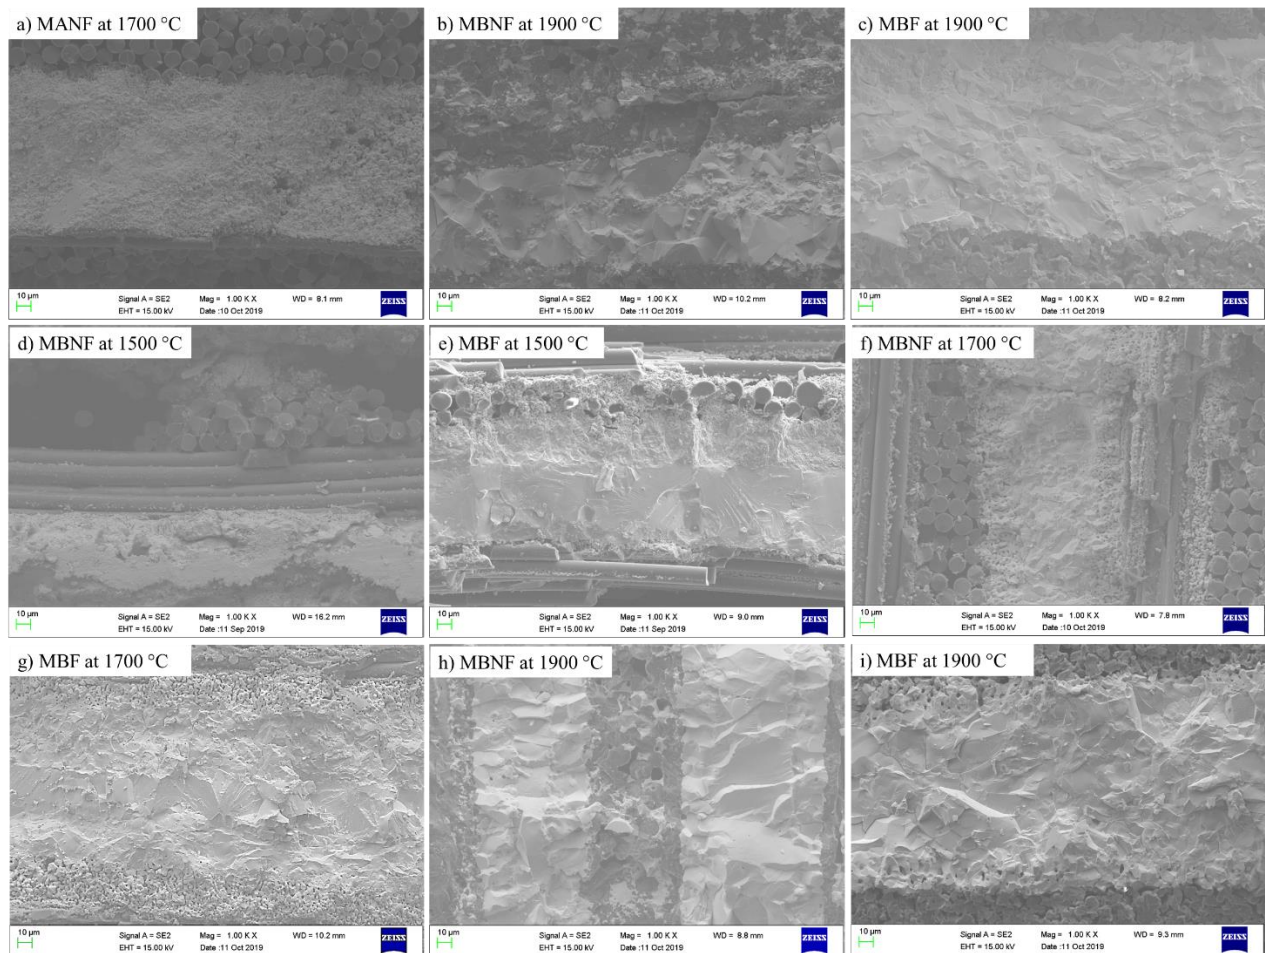 a) MANF at 1700 °C
b) MBNF at 1900 °C
c) MBF at 1900 °C
10 µm
Signal A = SE2 Mag = 1.00 K X WD = 8.1 mm
EHT = 15.00 kV Date :10 Oct 2019
ZEISS
10 µm
Signal A = SE2 Mag = 1.00 K X WD = 10.2 mm
EHT = 15.00 kV Date :11 Oct 2019
ZEISS
10 µm
Signal A = SE2 Mag = 1.00 K X WD = 8.2 mm
EHT = 15.00 kV Date :11 Oct 2019
ZEISS
d) MBNF at 1500 °C
e) MBF at 1500 °C
f) MBNF at 1700 °C
10 µm
Signal A = SE2 Mag = 1.00 K X WD = 16.2 mm
EHT = 15.00 kV Date :11 Sep 2019
ZEISS
10 µm
Signal A = SE2 Mag = 1.00 K X WD = 9.0 mm
EHT = 15.00 kV Date :11 Sep 2019
ZEISS
10 µm
Signal A = SE2 Mag = 1.00 K X WD = 7.8 mm
EHT = 15.00 kV Date :10 Oct 2019
ZEISS
g) MBF at 1700 °C
h) MBNF at 1900 °C
i) MBF at 1900 °C
10 µm
Signal A = SE2 Mag = 1.00 K X WD = 10.2 mm
EHT = 15.00 kV Date :11 Oct 2019
ZEISS
10 µm
Signal A = SE2 Mag = 1.00 K X WD = 8.8 mm
EHT = 15.00 kV Date :11 Oct 2019
ZEISS
10 µm
Signal A = SE2 Mag = 1.00 K X WD = 9.3 mm
EHT = 15.00 kV Date :11 Oct 2019
ZEISS